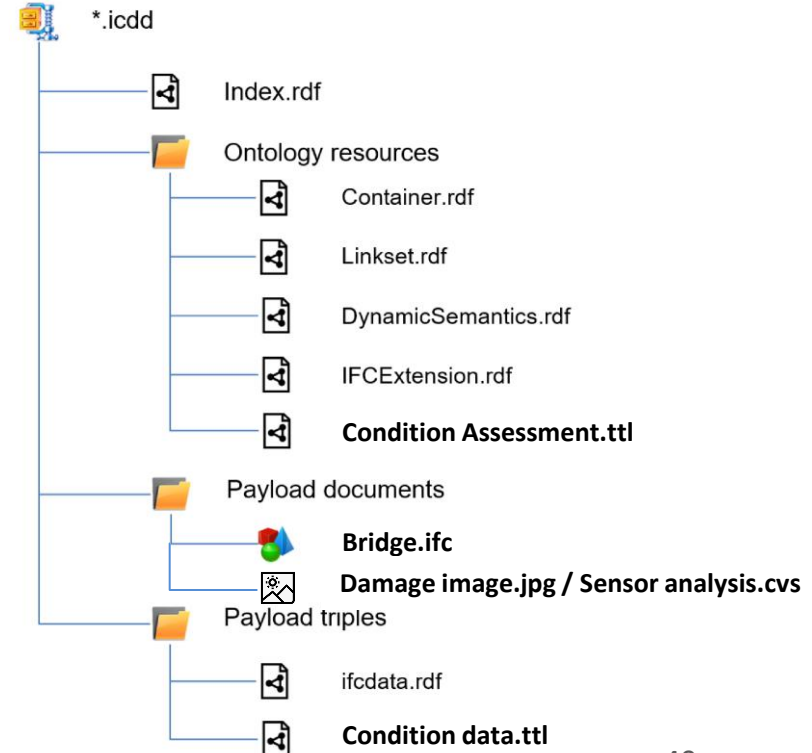 *.icdd
Index.rdf
Ontology resources
Container.rdf
Linkset.rdf
DynamicSemantics.rdf
IFCExtension.rdf
Condition Assessment.ttl
Payload documents
Bridge.ifc
Damage image.jpg / Sensor analysis.cvs
Payload triples
ifcdata.rdf
Condition data.ttl